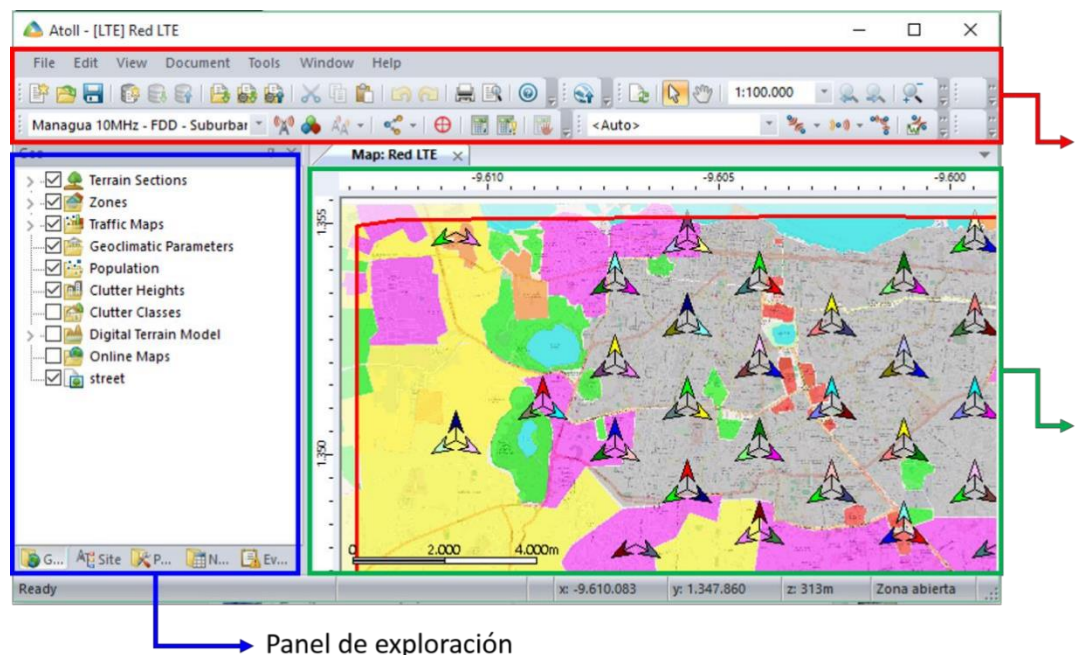 Atoll - [LTE] Red LTE
File Edit View Document Tools Window Help
1:100.000
Managua 10MHz - FDD - Suburbar
<Auto>
Map: Red LTE
Terrain Sections
Zones
Traffic Maps
Geoclimatic Parameters
Population
Clutter Heights
Clutter Classes
Digital Terrain Model
Online Maps
street
-9.610 -9.605 -9.600
1.355
1.350
0 2.000 4.000m
G... Site P... N... Ev...
Ready x: -9.610.083 y: 1.347.860 z: 313m Zona abierta
Panel de exploración